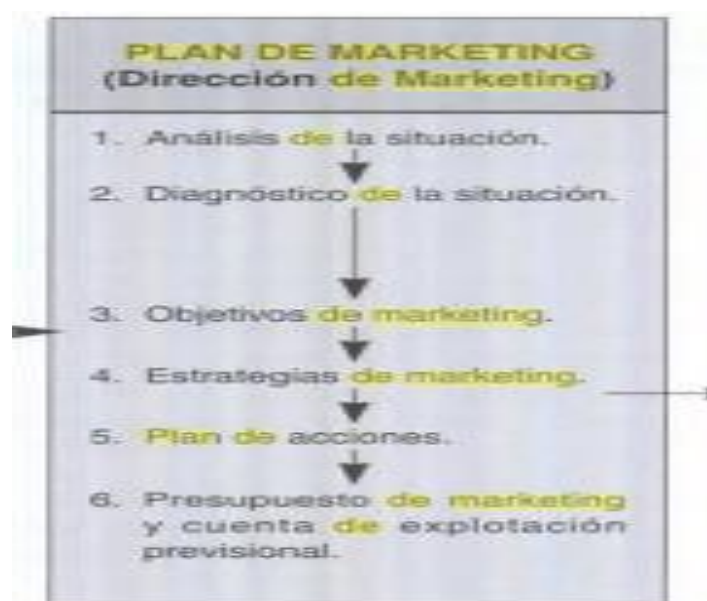 PLAN DE MARKETING
(Dirección de Marketing)
1. Análisis de la situación.
2. Diagnóstico de la situación.
3. Objetivos de marketing.
4. Estrategias de marketing.
5. Plan de acciones.
6. Presupuesto de marketing
y cuenta de explotación
previsional.